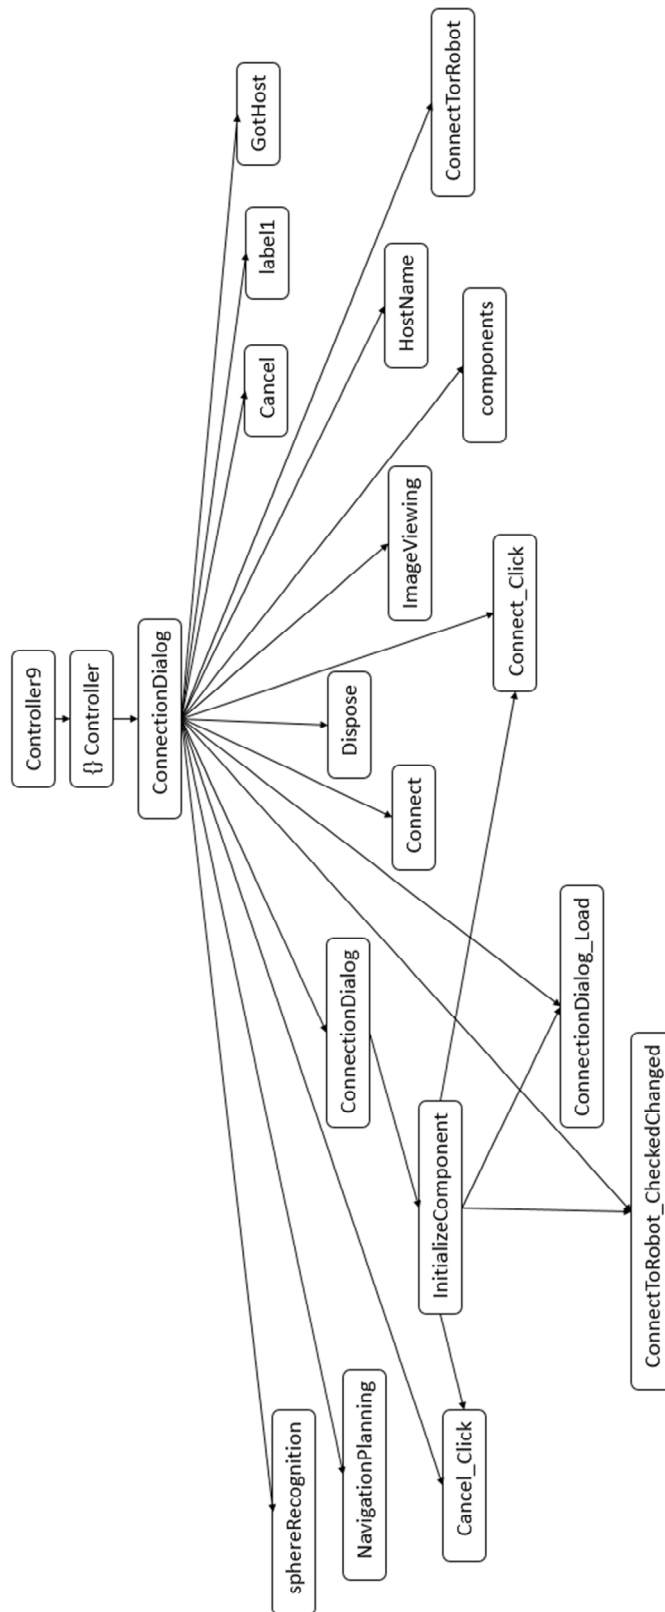 Controller9
{} Controller
ConnectionDialog
sphereRecognition
NavigationPlanning
Cancel_Click
InitializeComponent
ConnectToRobot_CheckedChanged
ConnectionDialog_Load
ConnectionDialog
Connect
Dispose
Connect_Click
ImageViewing
components
HostName
ConnectTorRobot
Cancel
label1
GotHost